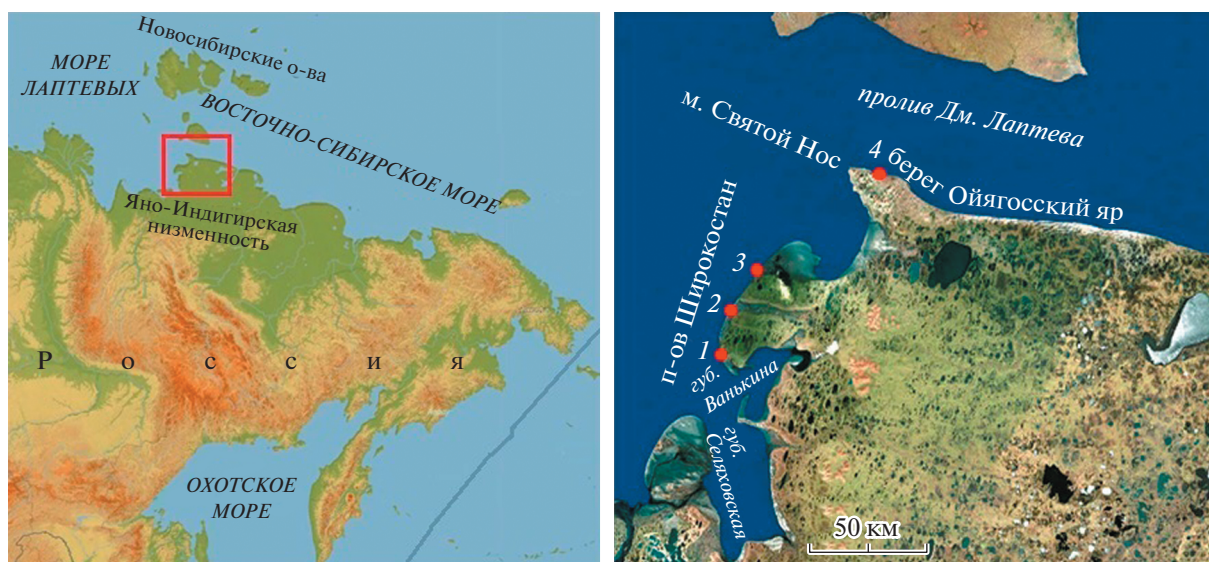 Новосибирские о-ва
МОРЕ
ЛАПТЕВЫХ
ВОСТОЧНО-СИБИРСКОЕ МОРЕ
Яно-Индигирская
низменность
Россия
ОХОТСКОЕ
МОРЕ
пролив Дм. Лаптева
м. Святой Нос
4 берег Ойягосский яр
п-ов Широкостан
3
2
1
губ.
Ванькина
губ.
Селяховская
50 км